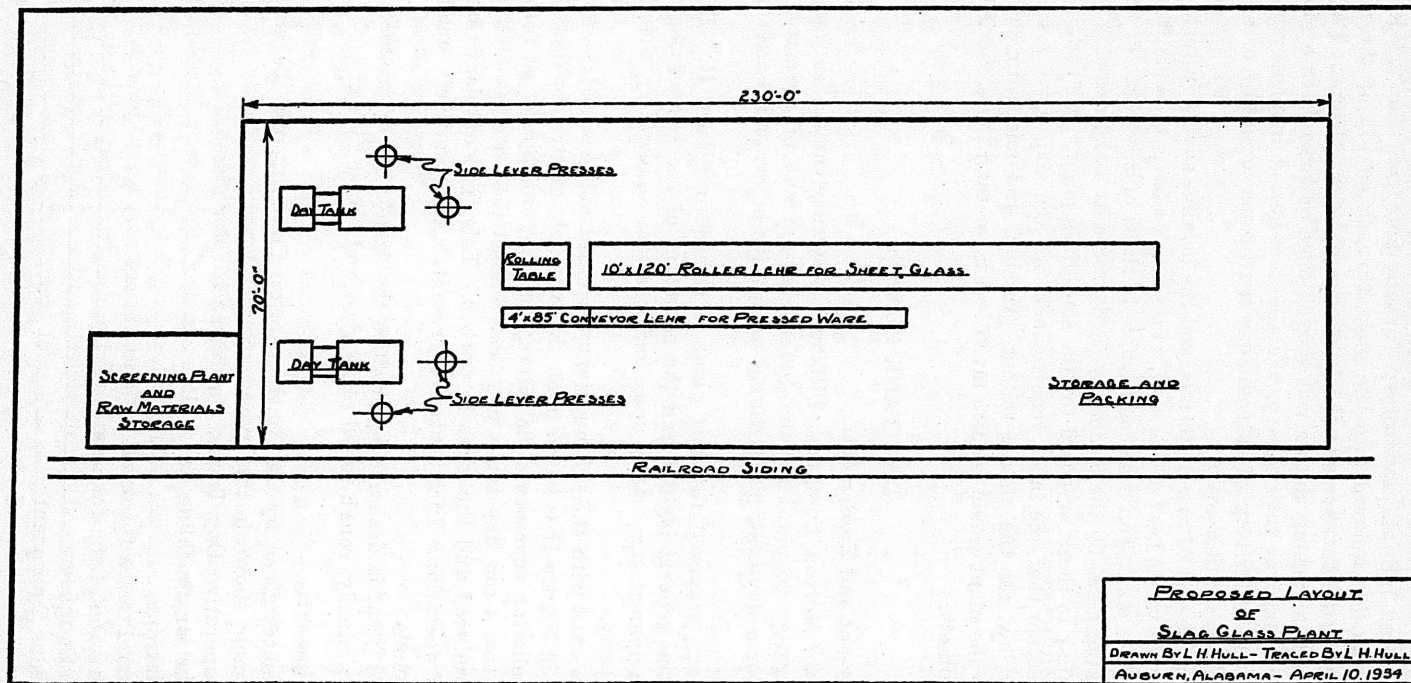 230'-0"
SIDE LEVER PRESSES
DAY TANK
70'-0"
ROLLING
TABLE
10'x120' ROLLER LEHR FOR SHEET GLASS
4'x85' CONVEYOR LEHR FOR PRESSED WARE
DAY TANK
SIDE LEVER PRESSES
SCREENING PLANT
AND
RAW MATERIALS
STORAGE
STORAGE AND
PACKING
RAILROAD SIDING
PROPOSED LAYOUT
OF
SLAG GLASS PLANT
DRAWN BY L H. HULL - TRACED BY L H. HULL
AUBURN, ALABAMA - APRIL 10. 1934